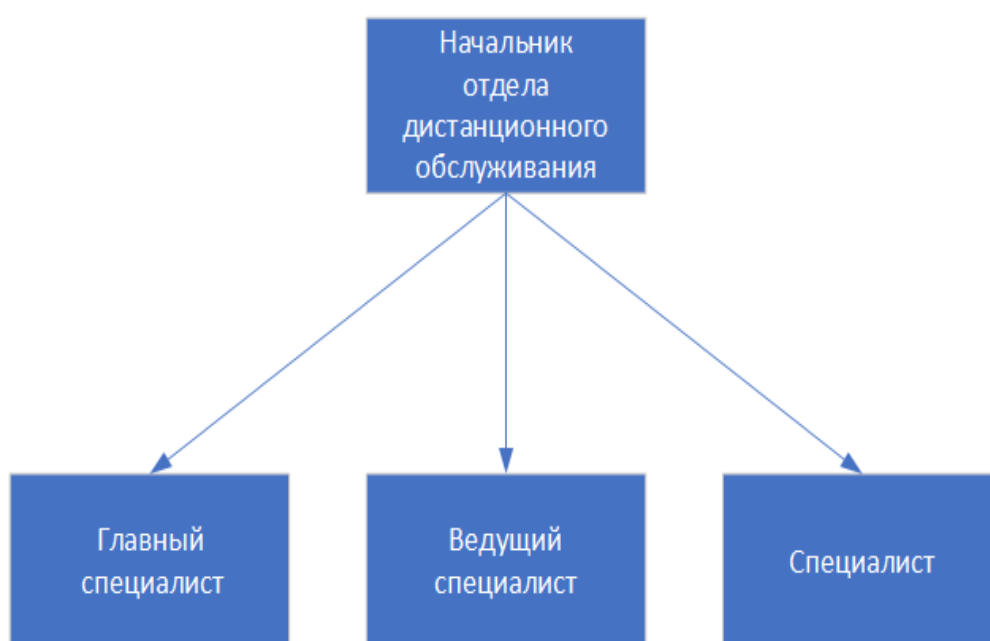 Начальник
отдела
дистанционного
обслуживания
Главный
специалист
Ведущий
специалист
Специалист